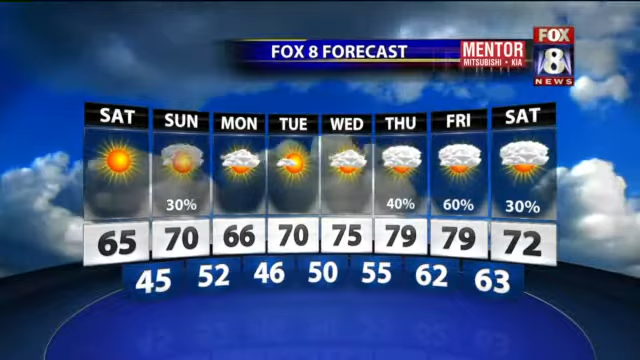 FOX 8 FORECAST
MENTOR
MITSUBISHI • KIA
FOX
8
NEWS
SAT SUN MON TUE WED THU FRI SAT
30% 40% 60% 30%
65 70 66 70 75 79 79 72
45 52 46 50 55 62 63